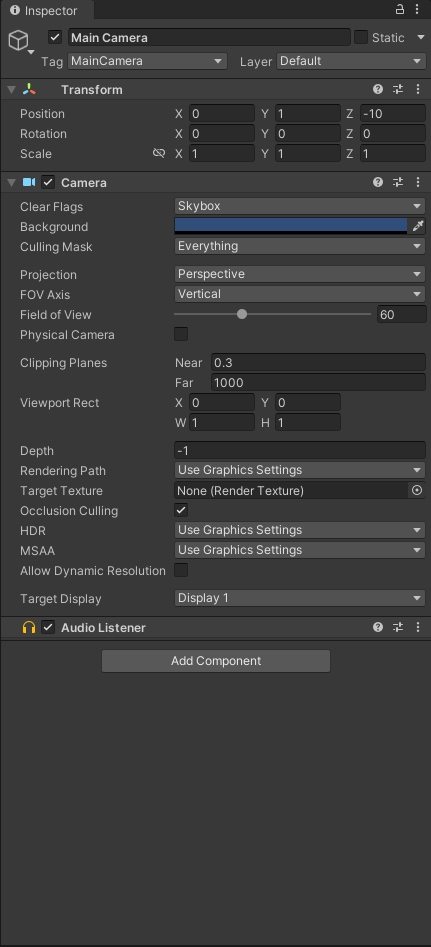 Inspector
Main Camera Static
Tag MainCamera Layer Default
Transform
Position X 0 Y 1 Z -10
Rotation X 0 Y 0 Z 0
Scale X 1 Y 1 Z 1
Camera
Clear Flags Skybox
Background
Culling Mask Everything
Projection Perspective
FOV Axis Vertical
Field of View 60
Physical Camera
Clipping Planes Near 0.3
Far 1000
Viewport Rect X 0 Y 0
W 1 H 1
Depth -1
Rendering Path Use Graphics Settings
Target Texture None (Render Texture)
Occlusion Culling
HDR Use Graphics Settings
MSAA Use Graphics Settings
Allow Dynamic Resolution
Target Display Display 1
Audio Listener
Add Component